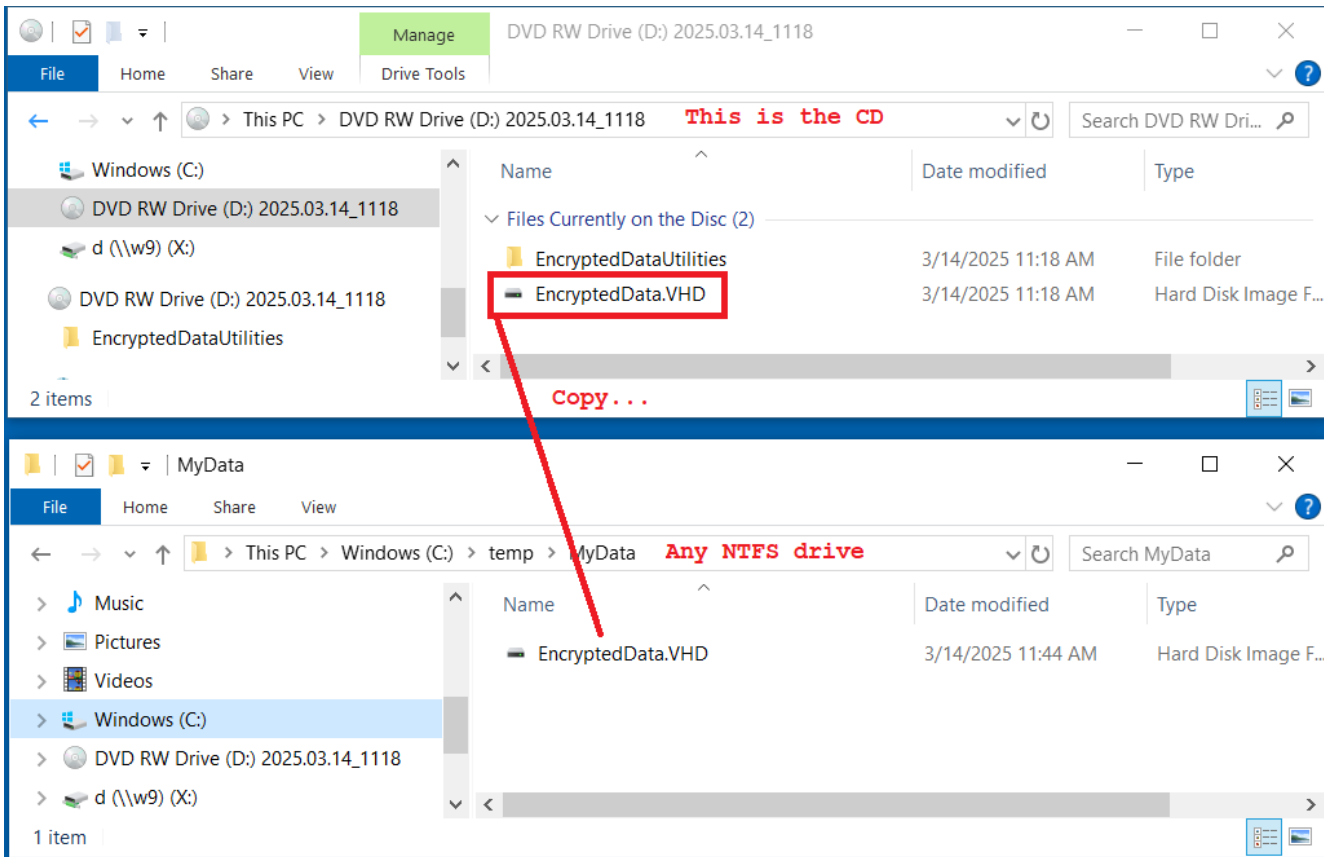 Manage DVD RW Drive (D:) 2025.03.14_1118
File Home Share View Drive Tools
This PC > DVD RW Drive (D:) 2025.03.14_1118 This is the CD Search DVD RW Dri...
Windows (C:)
DVD RW Drive (D:) 2025.03.14_1118
d (\\w9) (X:)
DVD RW Drive (D:) 2025.03.14_1118
EncryptedDataUtilities
Name Date modified Type
Files Currently on the Disc (2)
EncryptedDataUtilities 3/14/2025 11:18 AM File folder
EncryptedData.VHD 3/14/2025 11:18 AM Hard Disk Image F...
2 items
Copy...
MyData
File Home Share View
This PC > Windows (C:) > temp > MyData Any NTFS drive Search MyData
Music
Pictures
Videos
Windows (C:)
DVD RW Drive (D:) 2025.03.14_1118
d (\\w9) (X:)
Name Date modified Type
EncryptedData.VHD 3/14/2025 11:44 AM Hard Disk Image F...
1 item